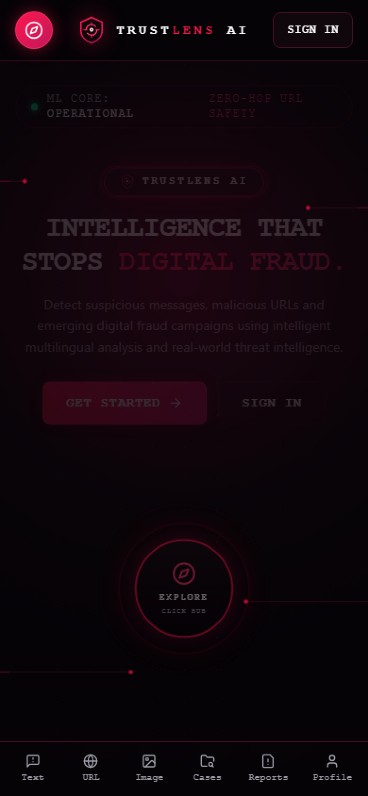 TRUSTLENS AI
SIGN IN
ML CORE: OPERATIONAL
ZERO-HOP URL SAFETY
TRUSTLENS AI
INTELLIGENCE THAT
STOPS DIGITAL FRAUD.
Detect suspicious messages, malicious URLs and
emerging digital fraud campaigns using intelligent
multilingual analysis and real-world threat intelligence.
GET STARTED →
SIGN IN
EXPLORE
CLICK HUB
Text
URL
Image
Cases
Reports
Profile